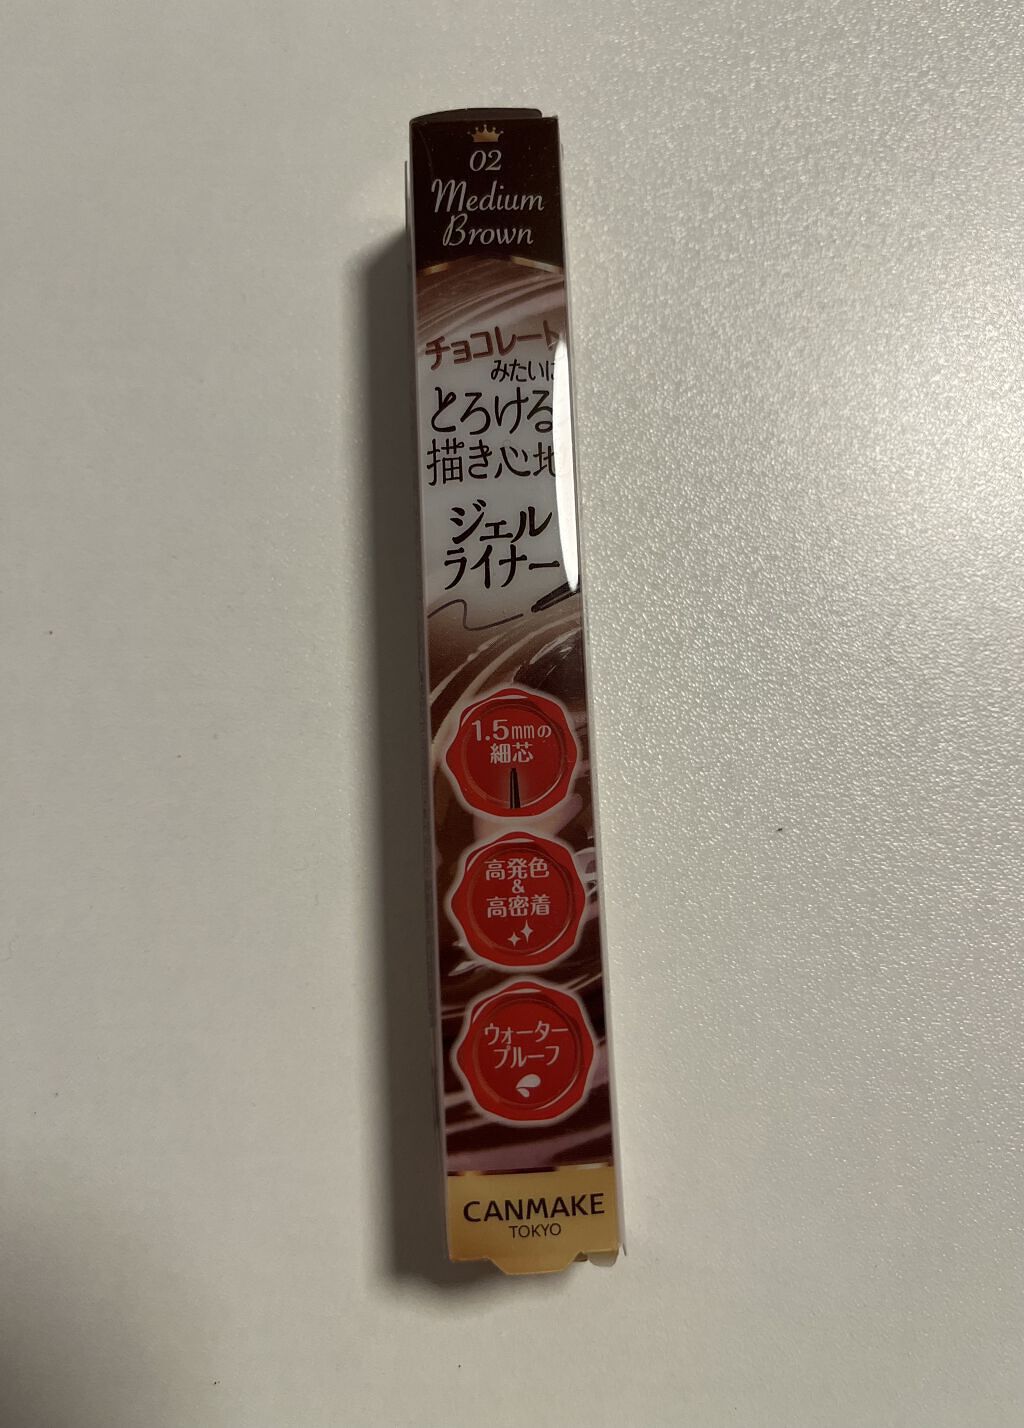 02
Medium
Brown
チョコレート
みたいに
とろける
描き心地
ジェル
ライナー
1.5mmの
細芯
高発色
&
高密着
ウォーター
プルーフ
CANMAKE
TOKYO